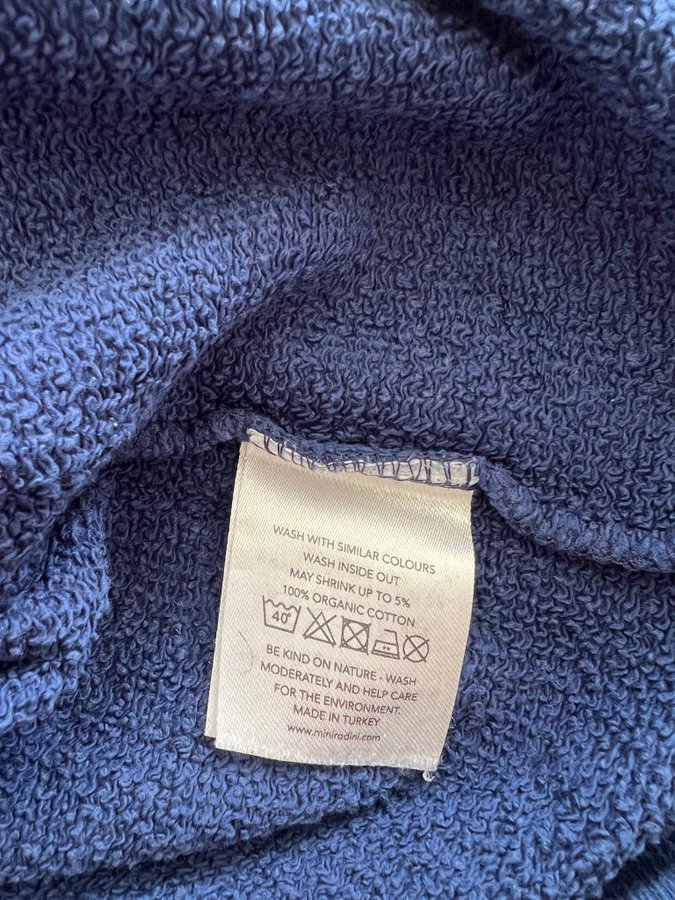 WASH WITH SIMILAR COLOURS
WASH INSIDE OUT
MAY SHRINK UP TO 5%
100% ORGANIC COTTON
40°
BE KIND ON NATURE - WASH
MODERATELY AND HELP CARE
FOR THE ENVIRONMENT.
MADE IN TURKEY
www.miniradini.com